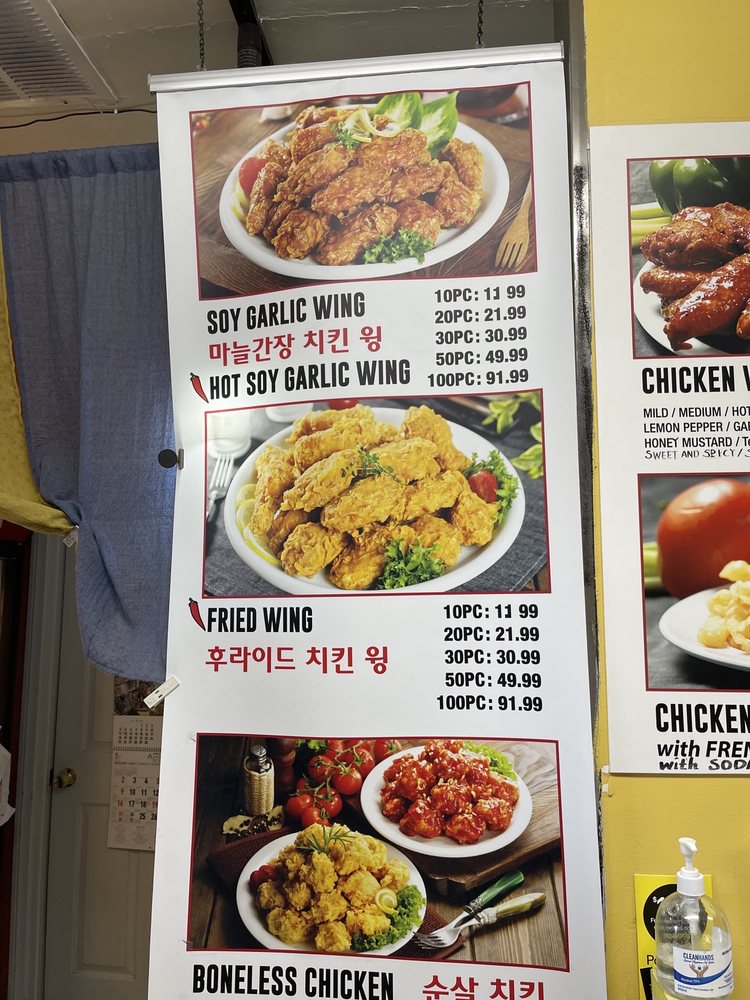 SOY GARLIC WING
마늘간장 치킨 윙
HOT SOY GARLIC WING
10PC: 11 99
20PC: 21.99
30PC: 30.99
50PC: 49.99
100PC: 91.99
FRIED WING
후라이드 치킨 윙
10PC: 11 99
20PC: 21.99
30PC: 30.99
50PC: 49.99
100PC: 91.99
BONELESS CHICKEN 순살 치킨
CHICKEN
MILD / MEDIUM / HOT
LEMON PEPPER /
HONEY MUSTARD /
SWEET AND SPICY /
CHICKEN
with
with
CLEANHANDS